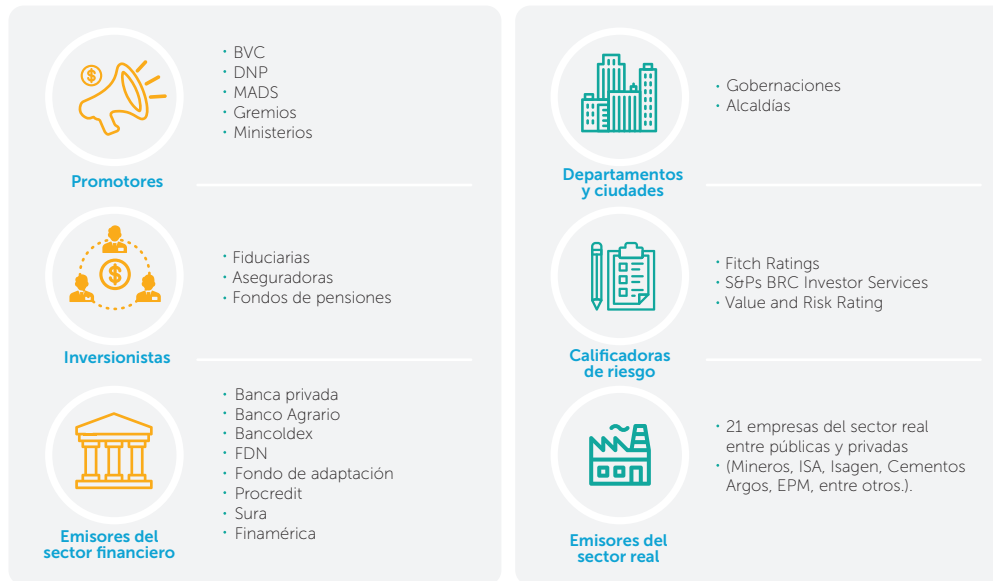 · BVC
· DNP
· MADS
· Gremios
· Ministerios
Promotores
· Fiduciarias
· Aseguradoras
· Fondos de pensiones
Inversionistas
· Banca privada
· Banco Agrario
· Bancoldex
· FDN
· Fondo de adaptación
· Procredit
· Sura
· Finamérica
Emisores del
sector financiero
· Gobernaciones
· Alcaldías
Departamentos
y ciudades
· Fitch Ratings
· S&Ps BRC Investor Services
· Value and Risk Rating
Calificadoras
de riesgo
· 21 empresas del sector real
entre públicas y privadas
· (Mineros, ISA, Isagen, Cementos
Argos, EPM, entre otros.).
Emisores del
sector real